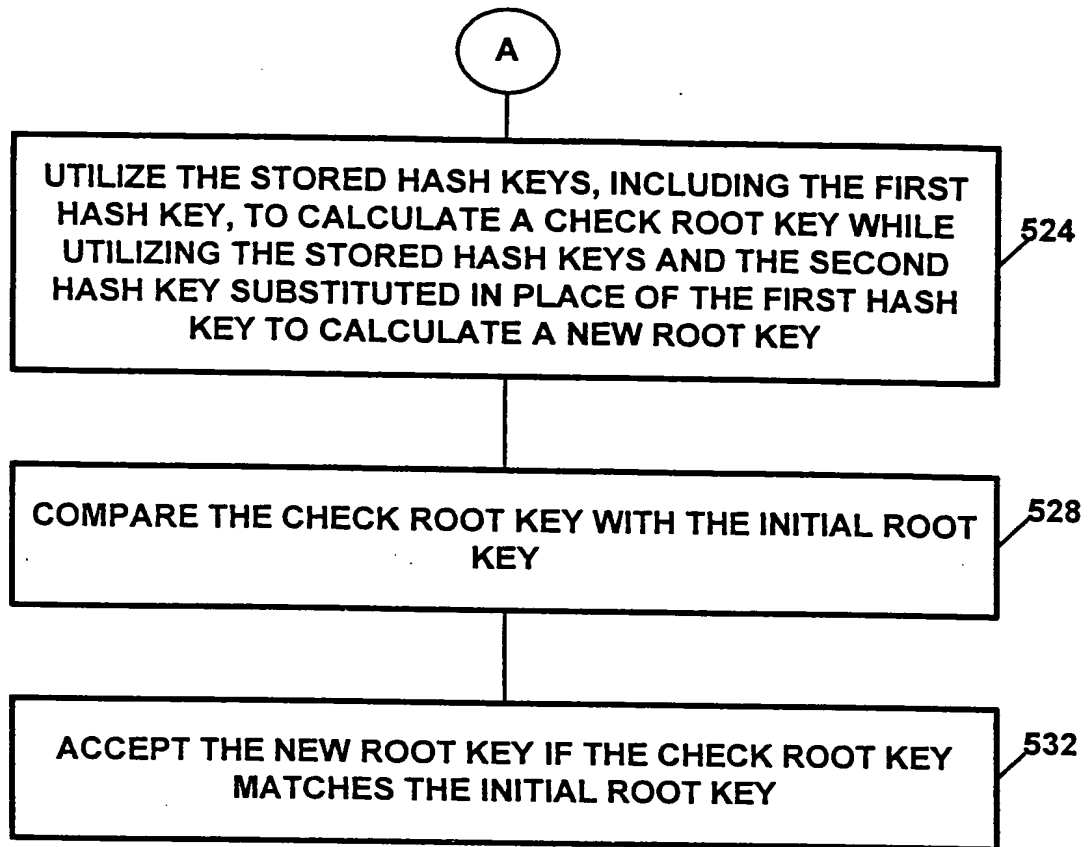 A
UTILIZE THE STORED HASH KEYS, INCLUDING THE FIRST
HASH KEY, TO CALCULATE A CHECK ROOT KEY WHILE
UTILIZING THE STORED HASH KEYS AND THE SECOND
HASH KEY SUBSTITUTED IN PLACE OF THE FIRST HASH
KEY TO CALCULATE A NEW ROOT KEY
524
COMPARE THE CHECK ROOT KEY WITH THE INITIAL ROOT
KEY
528
ACCEPT THE NEW ROOT KEY IF THE CHECK ROOT KEY
MATCHES THE INITIAL ROOT KEY
532